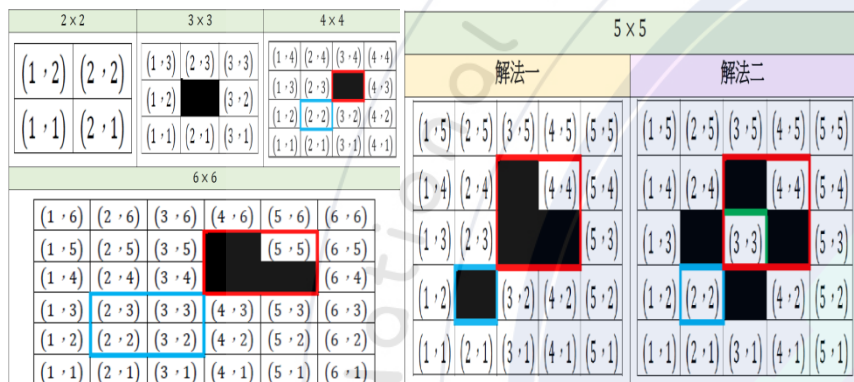 2×2 3×3 4×4
(1,2) (2,2)
(1,1) (2,1)
(1,3) (2,3) (3,3)
(1,2) (3,2)
(1,1) (2,1) (3,1)
(1,4) (2,4) (3,4) (4,4)
(1,3) (2,3) (4,3)
(1,2) (2,2) (3,2) (4,2)
(1,1) (2,1) (3,1) (4,1)
6×6
(1,6) (2,6) (3,6) (4,6) (5,6) (6,6)
(1,5) (2,5) (3,5) (5,5) (6,5)
(1,4) (2,4) (3,4) (6,4)
(1,3) (2,3) (3,3) (4,3) (5,3) (6,3)
(1,2) (2,2) (3,2) (4,2) (5,2) (6,2)
(1,1) (2,1) (3,1) (4,1) (5,1) (6,1)
5×5
解法一 解法二
(1,5) (2,5) (3,5) (4,5) (5,5)
(1,4) (2,4) (4,4) (5,4)
(1,3) (2,3) (5,3)
(1,2) (3,2) (4,2) (5,2)
(1,1) (2,1) (3,1) (4,1) (5,1)
(1,5) (2,5) (3,5) (4,5) (5,5)
(1,4) (2,4) (4,4) (5,4)
(1,3) (3,3) (5,3)
(1,2) (2,2) (4,2) (5,2)
(1,1) (2,1) (3,1) (4,1) (5,1)